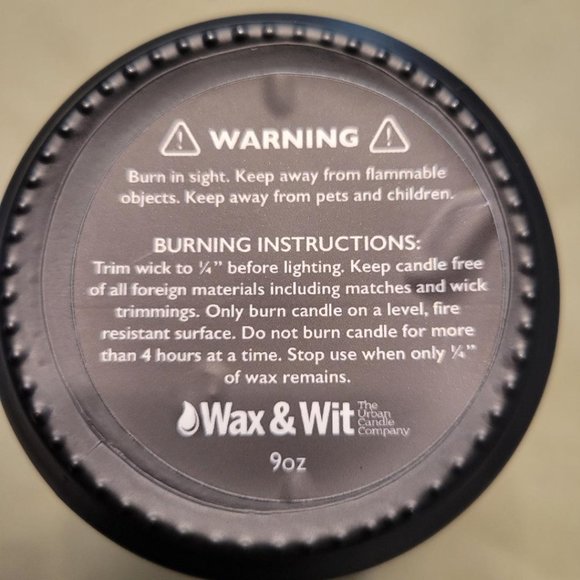 WARNING
Burn in sight. Keep away from flammable
objects. Keep away from pets and children.
BURNING INSTRUCTIONS:
Trim wick to ¼” before lighting. Keep candle free
of all foreign materials including matches and wick
trimmings. Only burn candle on a level, fire
resistant surface. Do not burn candle for more
than 4 hours at a time. Stop use when only ¼”
of wax remains.
Wax & Wit
The
Urban
Candle
Company
9oz